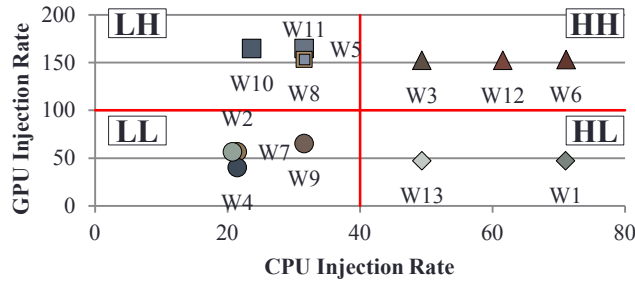 LH
HH
200
W11
W5
150
W10
W8
W3
W12
W6
100
W2
LL
HL
50
W7
W9
W4
W13
W1
0
0
20
40
60
80
GPU Injection Rate
CPU Injection Rate